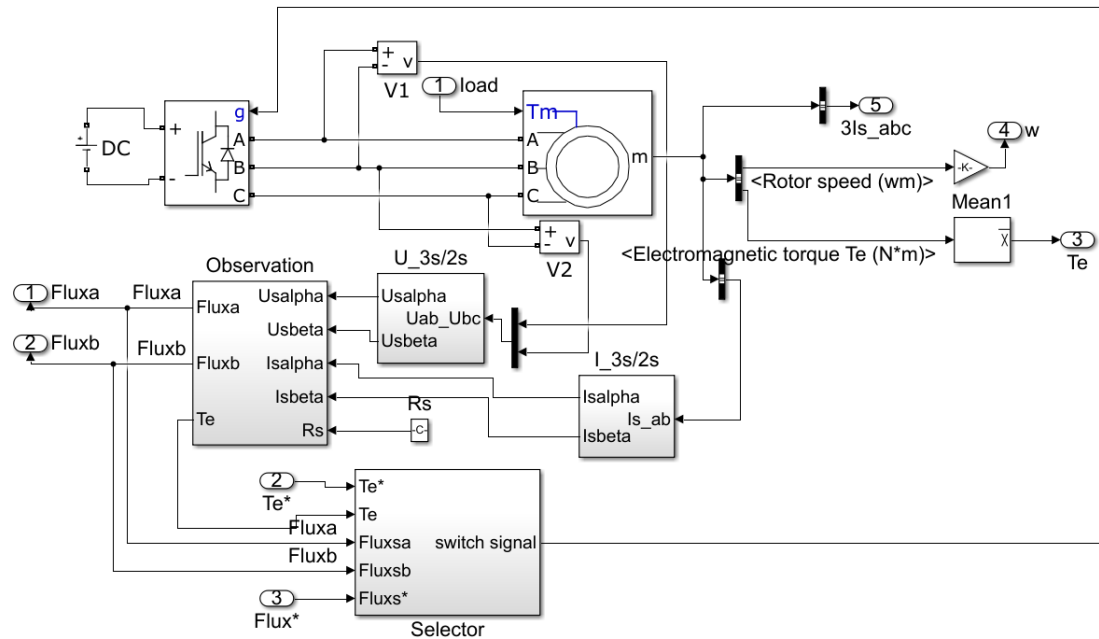 +
-
v
V1
1
load
g
Tm
5
3Is_abc
4
w
+
DC
+
-
A
B
C
A
B
C
m
<Rotor speed (wm)>
-K-
Mean1
+
-
v
V2
<Electromagnetic torque Te (N*m)>
x
3
Te
Observation
U_3s/2s
1
Fluxa
Fluxa
Fluxa
Usalpha
Usalpha
Uab_Ubc
Usbeta
Usbeta
2
Fluxb
Fluxb
Fluxb
Isalpha
I_3s/2s
Isbeta
Isalpha
Is_ab
Isbeta
Te
Rs
Rs
-C-
2
Te*
Te*
Te
Fluxa
Fluxsa
switch signal
Fluxb
Fluxsb
3
Flux*
Fluxs*
Selector